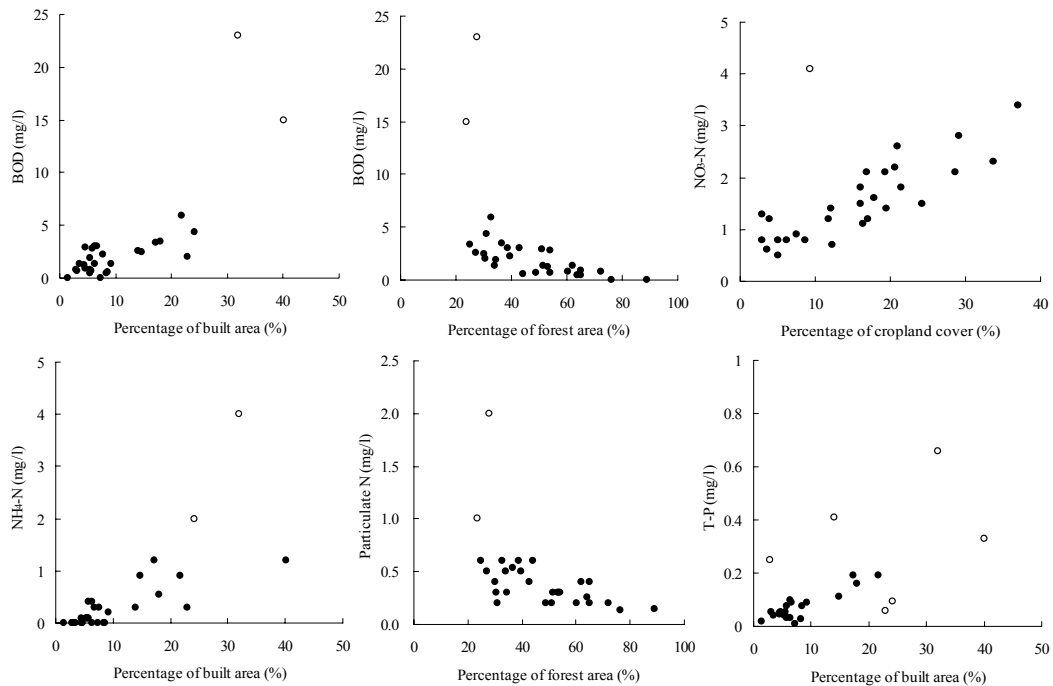 25
20
15
10
5
0
BOD (mg/l)
0 10 20 30 40 50
Percentage of built area (%)
25
20
15
10
5
0
BOD (mg/l)
0 20 40 60 80 100
Percentage of forest area (%)
5
4
3
2
1
0
NO3-N (mg/l)
0 10 20 30 40
Percentage of cropland cover (%)
5
4
3
2
1
0
NH4-N (mg/l)
0 10 20 30 40 50
Percentage of built area (%)
2.5
2.0
1.5
1.0
0.5
0.0
Particulate N (mg/l)
0 20 40 60 80 100
Percentage of forest area (%)
1
0.8
0.6
0.4
0.2
0
T-P (mg/l)
0 10 20 30 40 50
Percentage of built area (%)